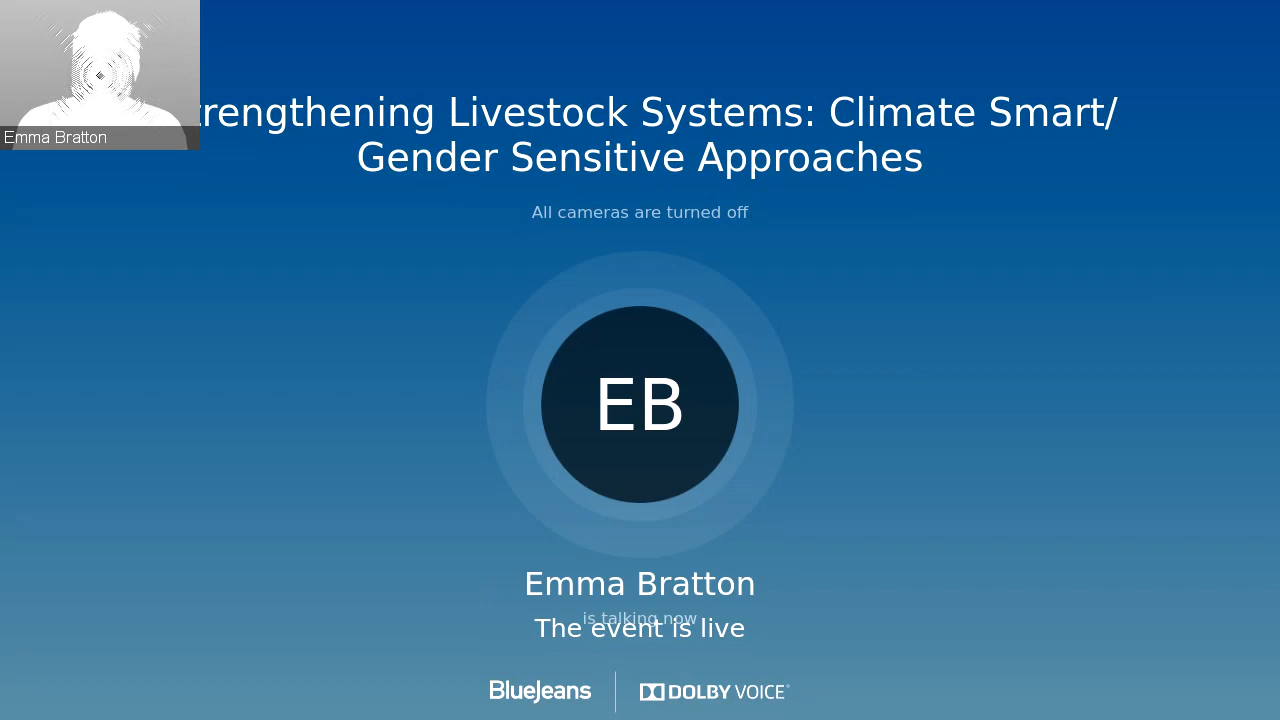 Emma Bratton
trengthening Livestock Systems: Climate Smart/
Gender Sensitive Approaches
All cameras are turned off
EB
Emma Bratton
is talking now
The event is live
BlueJeans
DOLBY VOICE®